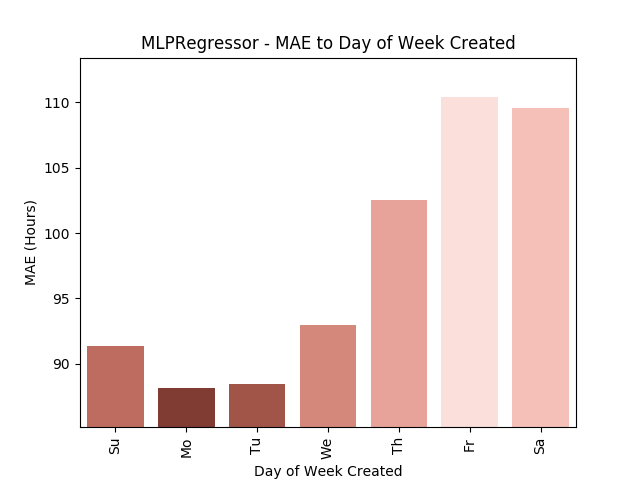 MLPRegressor - MAE to Day of Week Created
110
105
100
95
90
MAE (Hours)
Su
Mo
Tu
We
Th
Fr
Sa
Day of Week Created